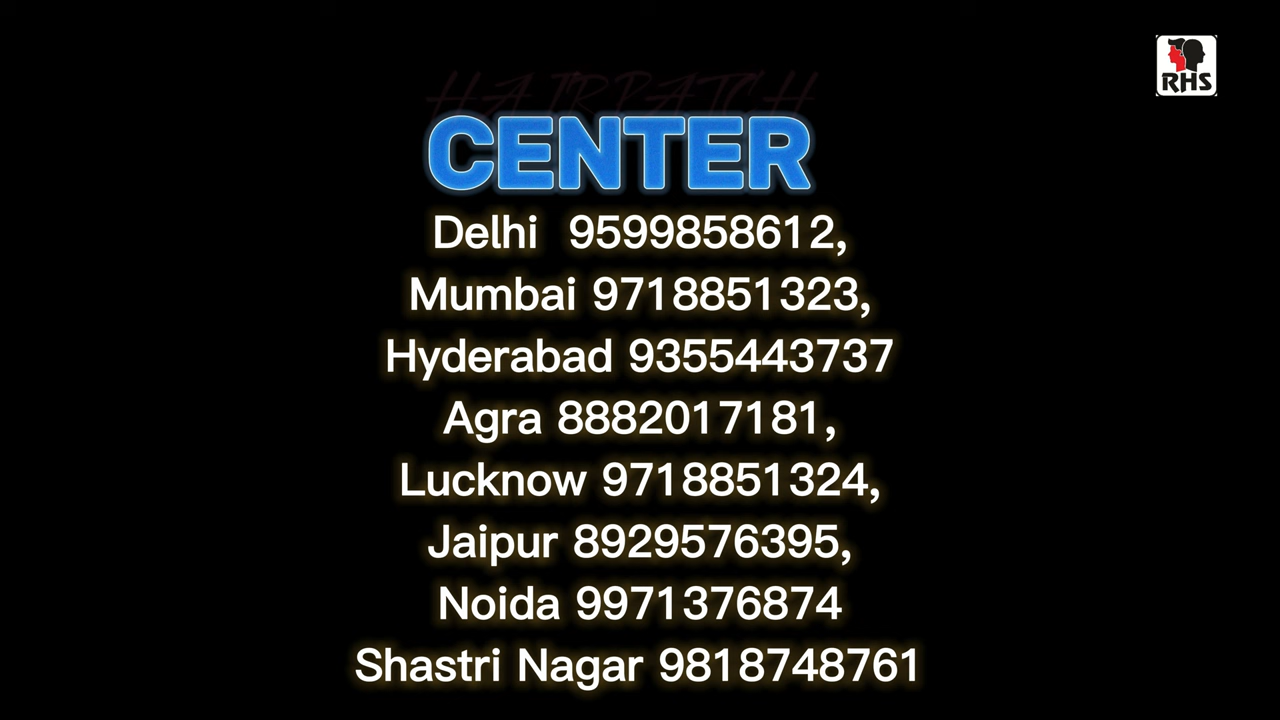 HAIRPATCH
CENTER
RHS
Delhi  9599858612,
Mumbai 9718851323,
Hyderabad 9355443737
Agra 8882017181,
Lucknow 9718851324,
Jaipur 8929576395,
Noida 9971376874
Shastri Nagar 9818748761